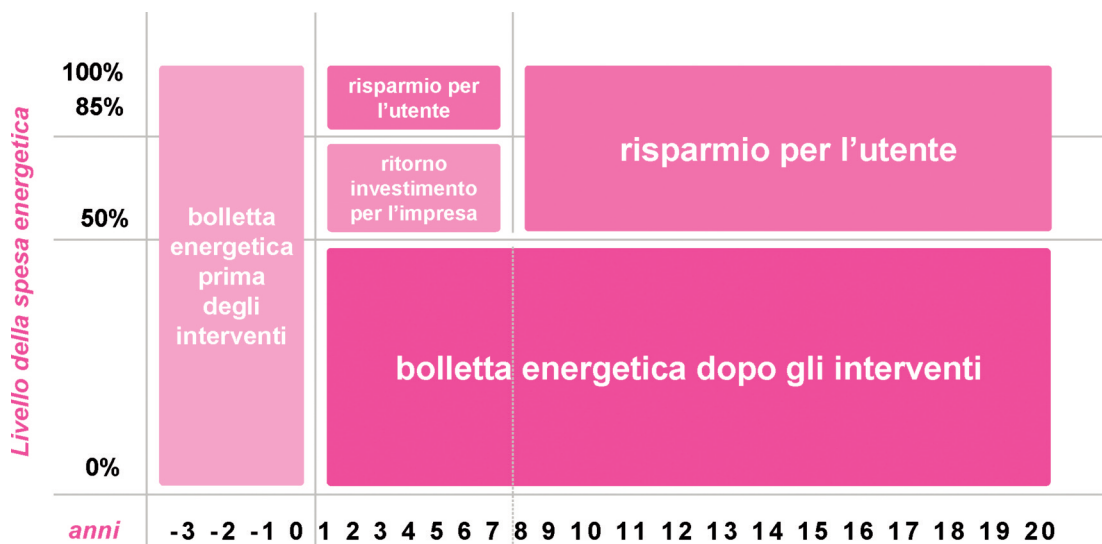 Livello della spesa energetica
100%
85%
50%
0%
bolletta
energetica
prima
degli
interventi
risparmio per
l'utente
ritorno
investimento
per l'impresa
risparmio per l'utente
bolletta energetica dopo gli interventi
anni -3 -2 -1 0 1 2 3 4 5 6 7 8 9 10 11 12 13 14 15 16 17 18 19 20